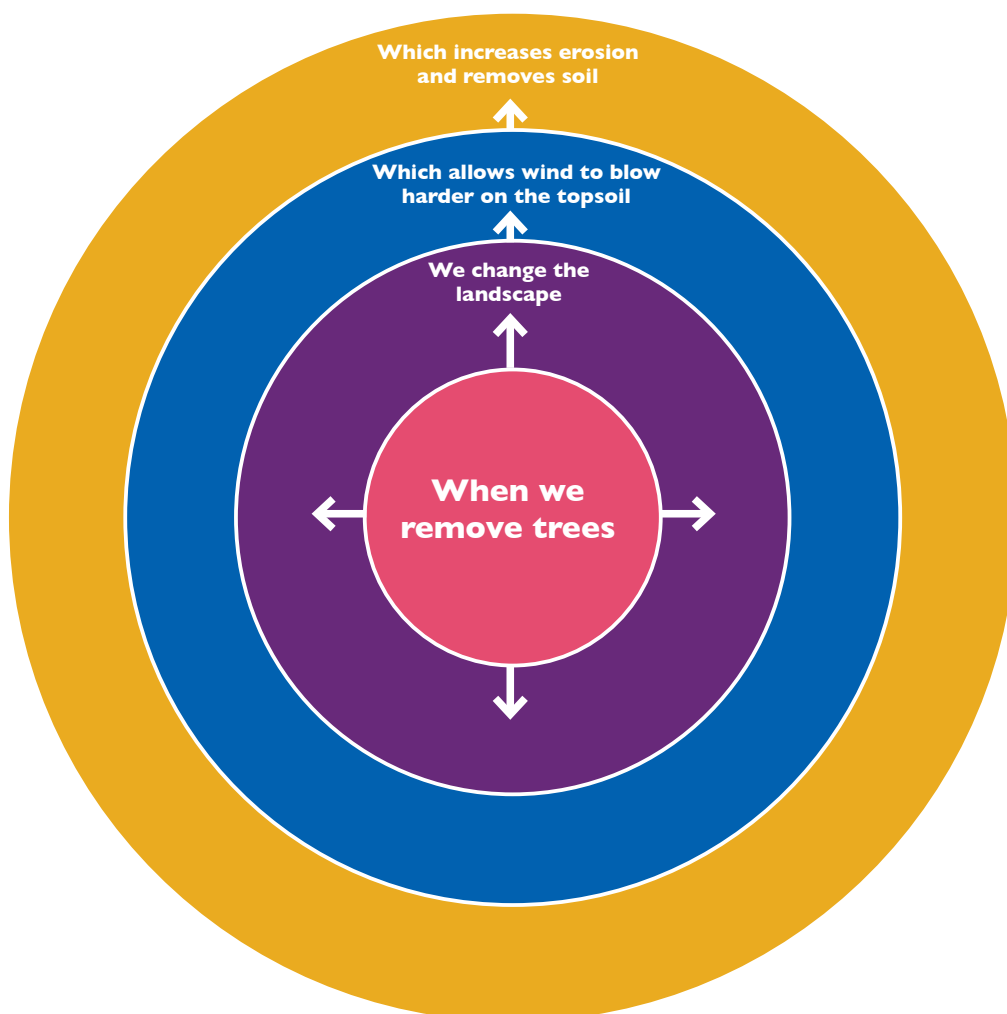 Which increases erosion
and removes soil
Which allows wind to blow
harder on the topsoil
We change the
landscape
When we
remove trees